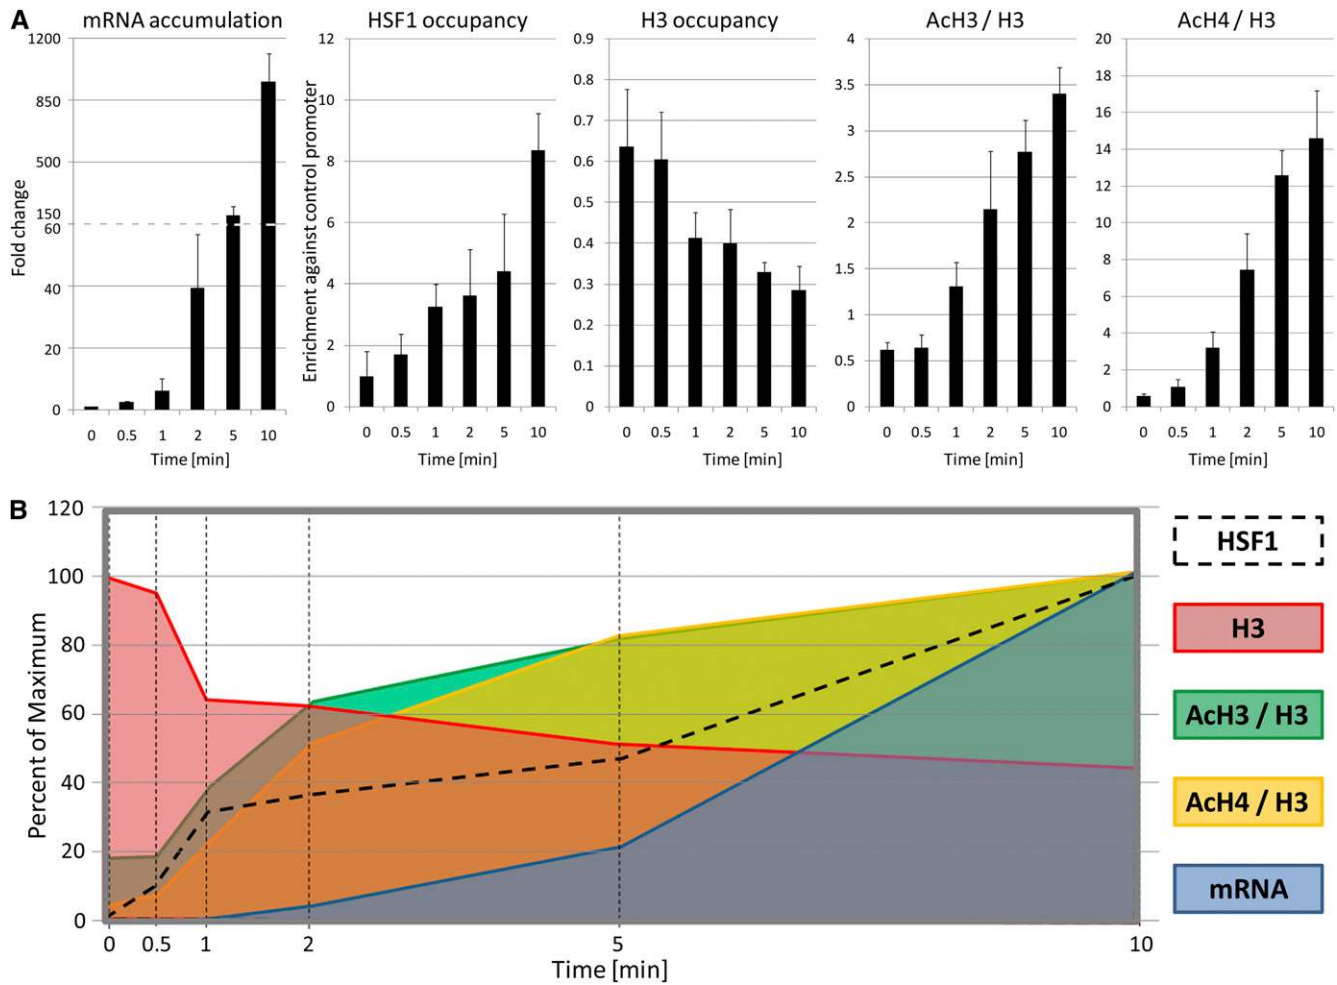 A
mRNA accumulation
HSF1 occupancy
H3 occupancy
AcH3 / H3
AcH4 / H3
Fold change
1200
850
500
150
60
40
20
0
0 0.5 1 2 5 10
Time [min]
Enrichment against control promoter
12
10
8
6
4
2
0
0 0.5 1 2 5 10
Time [min]
0.9
0.8
0.7
0.6
0.5
0.4
0.3
0.2
0.1
0
0 0.5 1 2 5 10
Time [min]
4
3.5
3
2.5
2
1.5
1
0.5
0
0 0.5 1 2 5 10
Time [min]
20
18
16
14
12
10
8
6
4
2
0
0 0.5 1 2 5 10
Time [min]
B
Percent of Maximum
120
100
80
60
40
20
0
0 0.5 1 2 5 10
Time [min]
HSF1
H3
AcH3 / H3
AcH4 / H3
mRNA